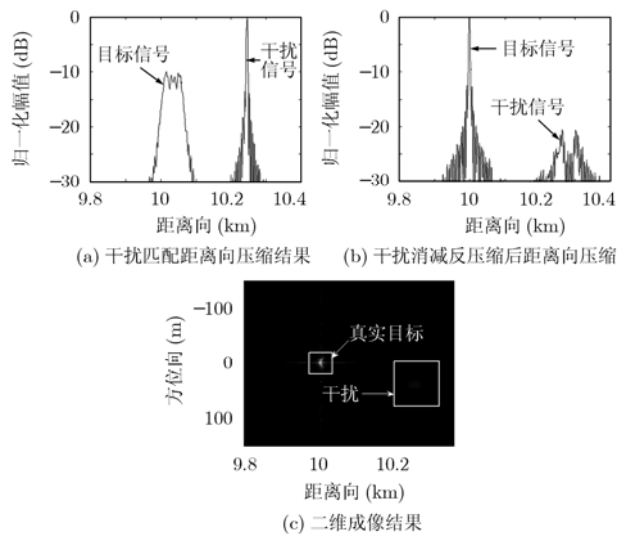 0
−10
−20
−30
归一化幅值 (dB)
目标信号
干扰
信号
9.8
10
10.2
10.4
距离向 (km)
(a) 干扰匹配距离向压缩结果
0
−10
−20
−30
归一化幅值 (dB)
目标信号
干扰信号
9.8
10
10.2
10.4
距离向 (km)
(b) 干扰消减反压缩后距离向压缩
−100
0
100
方位向 (m)
真实目标
干扰
9.8
10
10.2
距离向 (km)
(c) 二维成像结果